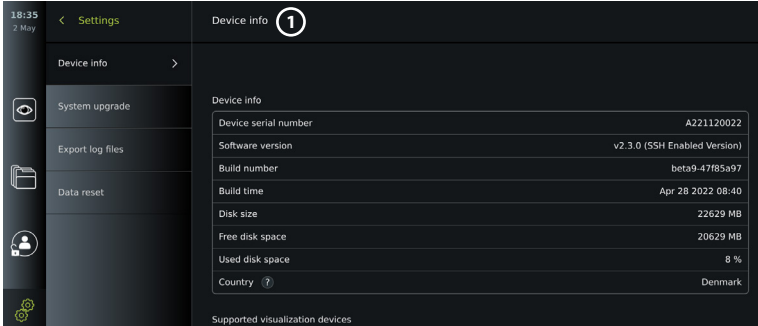 18:35
2 May
Settings
Device info
System upgrade
Export log files
Data reset
Device info 1
Device info
Device serial number A221120022
Software version v2.3.0 (SSH Enabled Version)
Build number beta9-47f85a97
Build time Apr 28 2022 08:40
Disk size 22629 MB
Free disk space 20629 MB
Used disk space 8 %
Country ? Denmark
Supported visualization devices